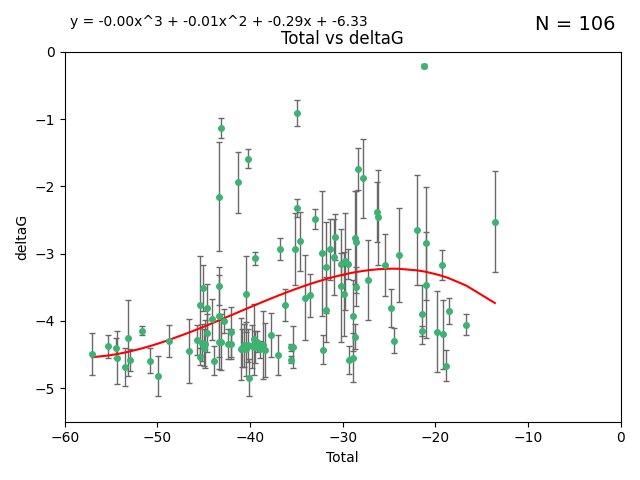 y = -0.00x^3 + -0.01x^2 + -0.29x + -6.33
N = 106
Total vs deltaG
deltaG
0
−1
−2
−3
−4
−5
−60
−50
−40
−30
−20
−10
0
Total